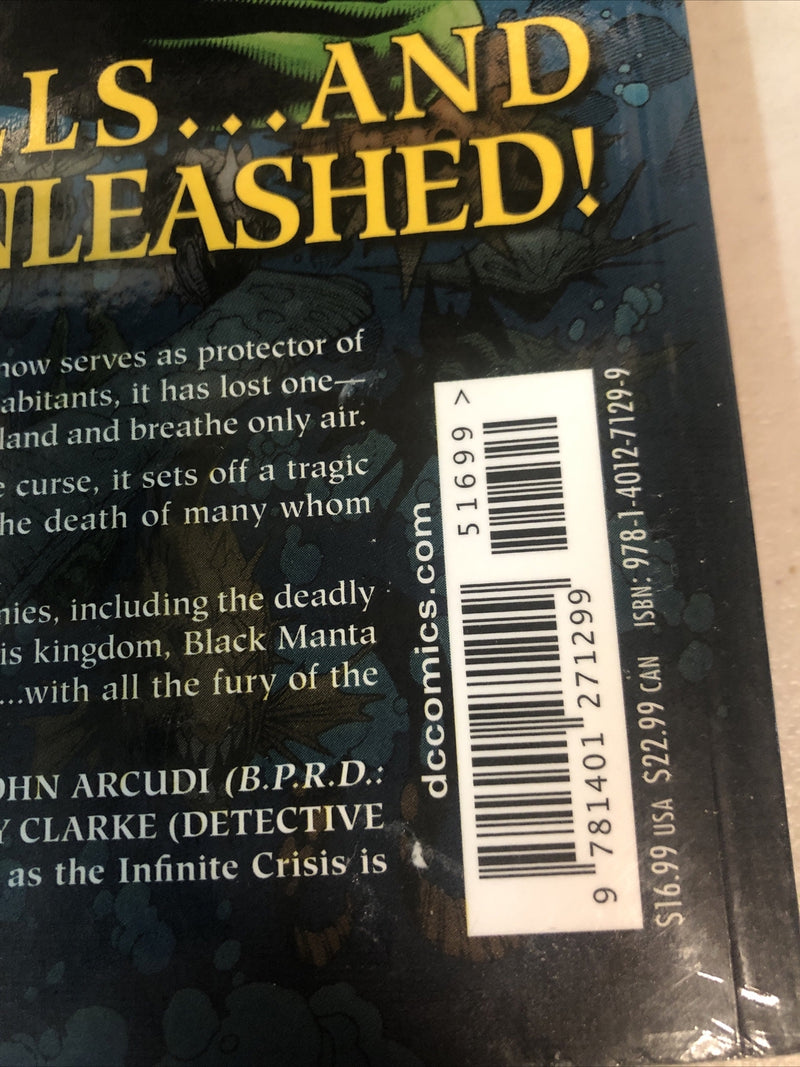 LS...AND
NLEASHED!
now serves as protector of
abitants, it has lost one—
land and breathe only air.
curse, it sets off a tragic
he death of many whom
nies, including the deadly
is kingdom, Black Manta
...with all the fury of the
OHN ARCUDI (B.P.R.D.:
Y CLARKE (DETECTIVE
as the Infinite Crisis is
dccomics.com
51699 >
9 781401 271299
ISBN: 978-1-4012-7129-9
$16.99 USA $22.99 CAN